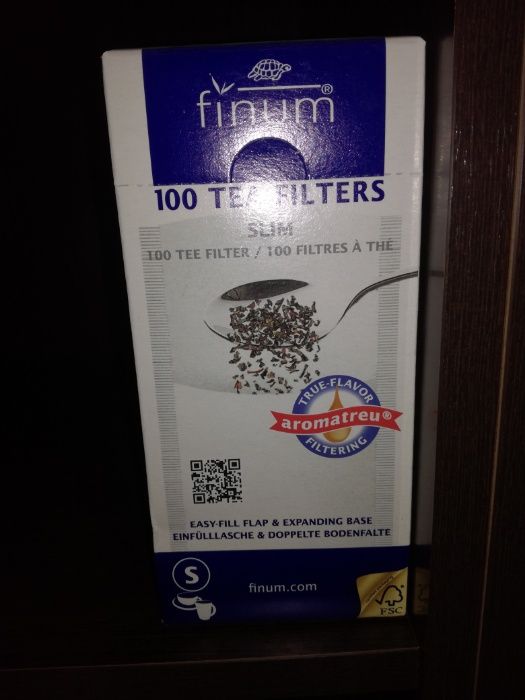 finum®
100 TEA FILTERS
SLIM
100 TEE FILTER / 100 FILTRES À THÉ
TRUE-FLAVOR
aromatreu®
FILTERING
EASY-FILL FLAP & EXPANDING BASE
EINFÜLLLASCHE & DOPPELTE BODENFALTE
S
finum.com
FSC